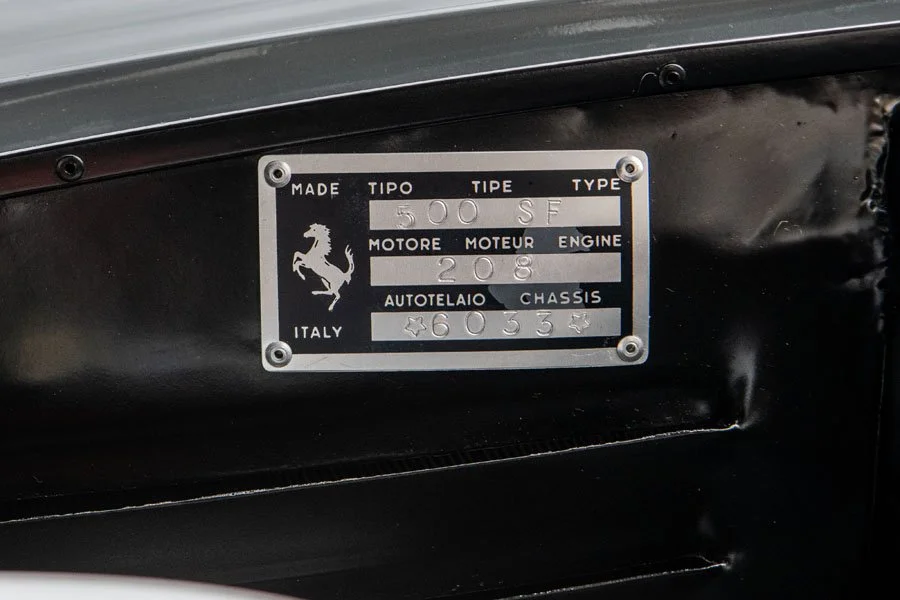 MADE TIPO TIPE TYPE
500 SF
MOTORE MOTEUR ENGINE
208
AUTOTELAIO CHASSIS
ITALY ☆6033☆